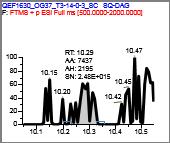 QEF1630_OG37_T3-14-0-3_SC SQ-DAG
F: FTMS + p ESI Full ms [500.0000-2000.0000]
RT: 10.29
AA: 7437
AH: 2195
SN: 2.48E+015
10.47
10.15
10.45
10.20
10.42
10.1 10.2 10.3 10.4 10.5